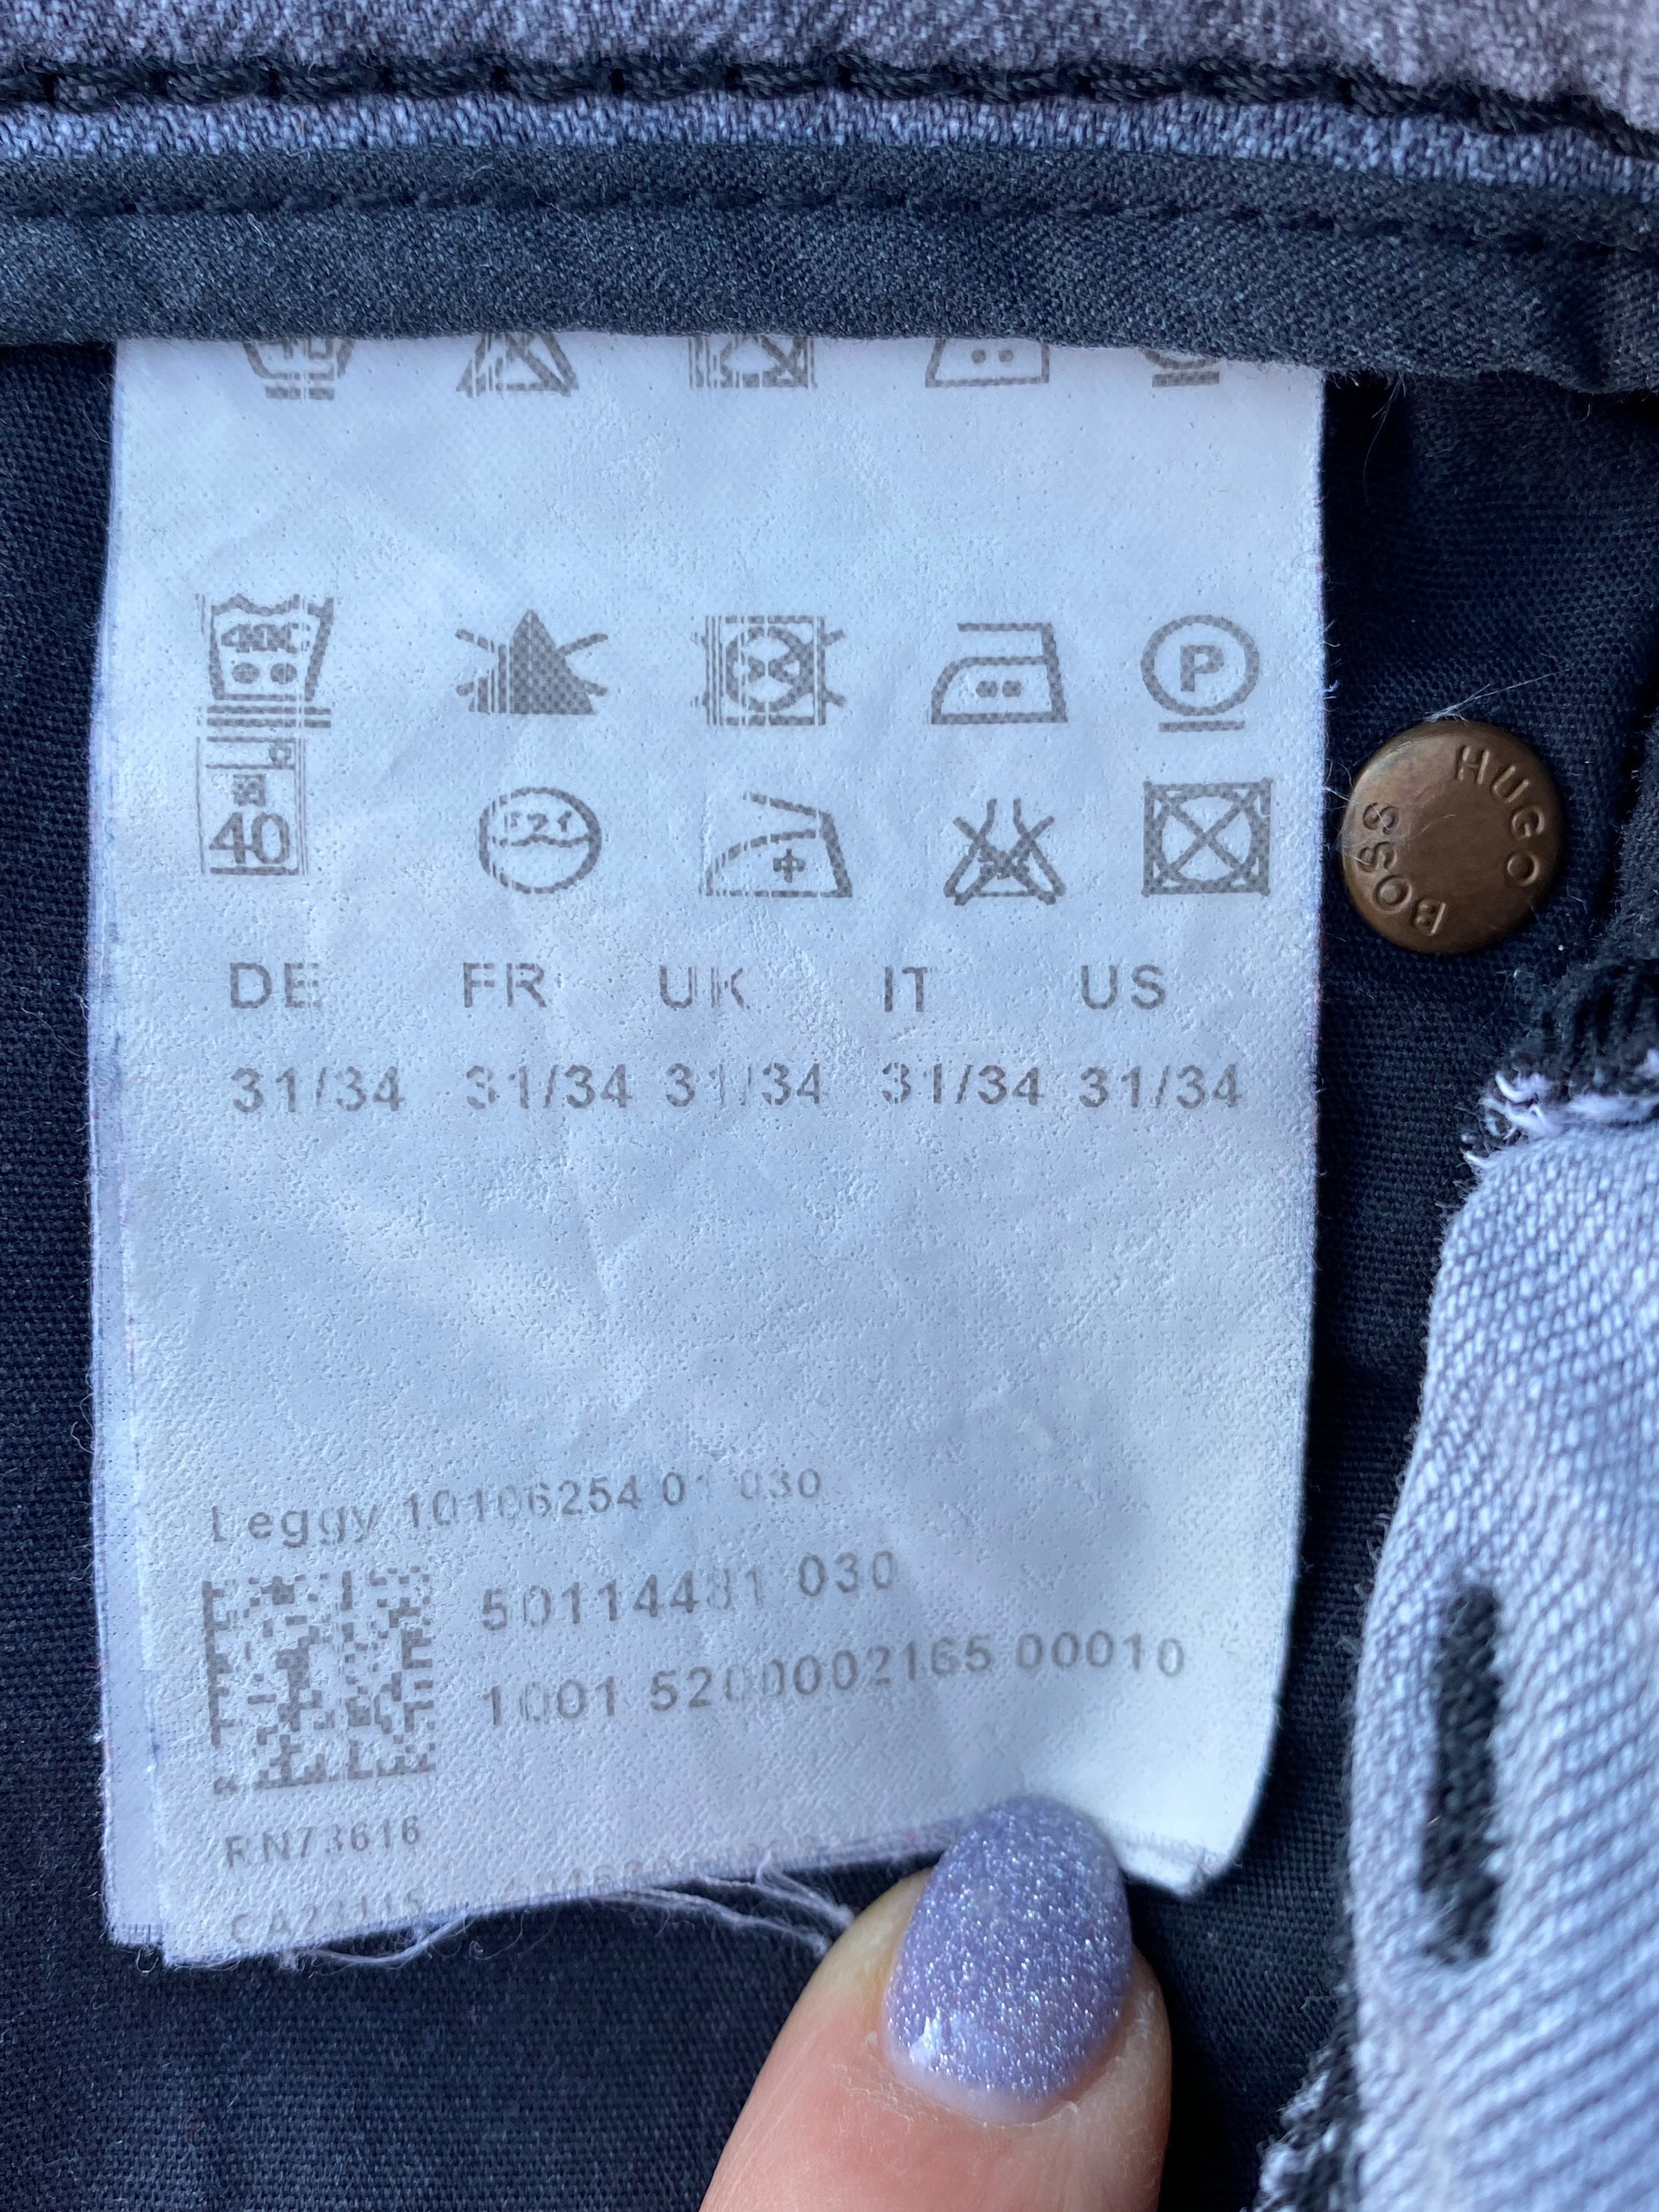 P
40
DE FR UK IT US
31/34 31/34 31/34 31/34 31/34
Leggy 10106254 01 030
50114481 030
1001 5200002165 00010
RN73616
CA23115
HUGO BOSS